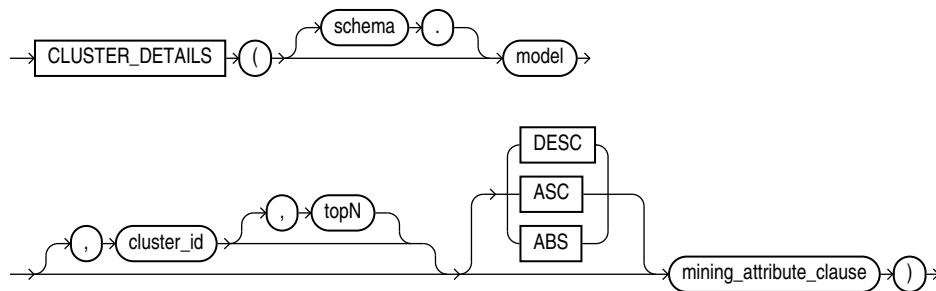 schema .
CLUSTER_DETAILS ( model
DESC
ASC
, topN
ABS
, cluster_id
mining_attribute_clause )